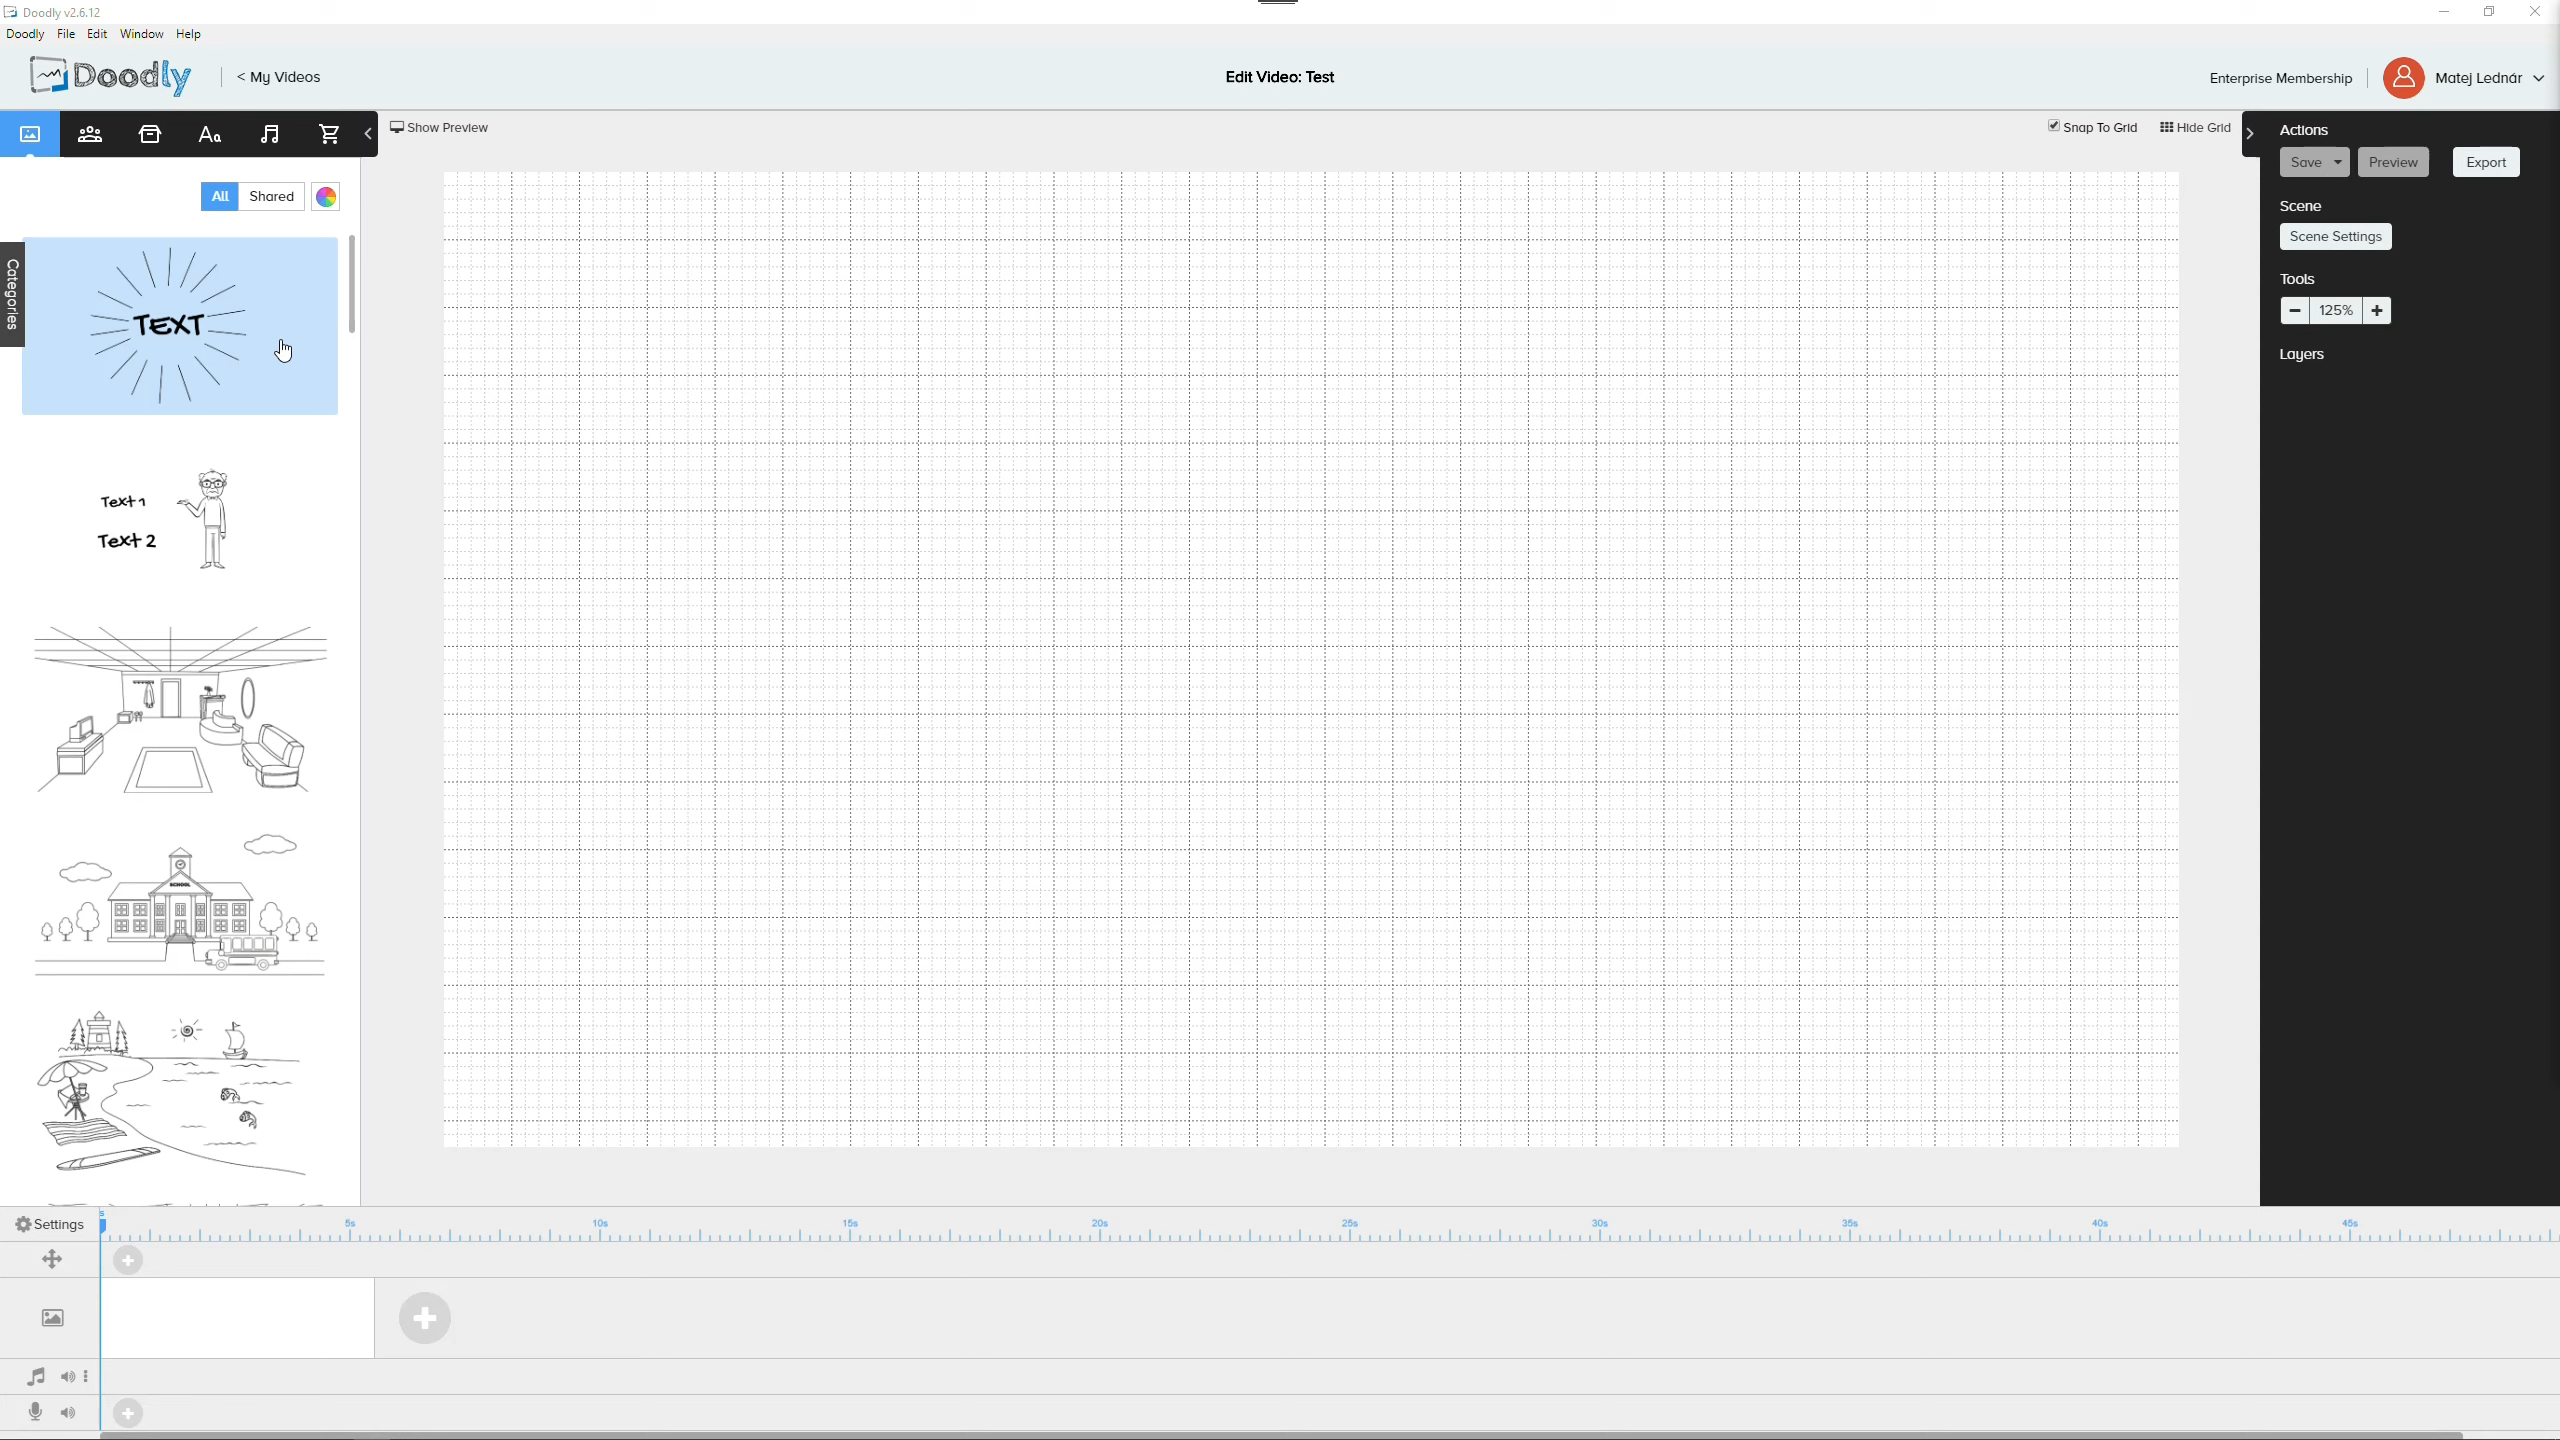 Doodly v2.6.12
Doodly File Edit Window Help
Doodly < My Videos Edit Video: Test Enterprise Membership Matej Lednár
Aa Show Preview Snap To Grid Hide Grid Actions
Save Preview Export
All Shared
Scene
Scene Settings
Categories
Tools
125%
TEXT
Layers
Text 1
Text 2
SCHOOL
Settings s 5s 10s 15s 20s 25s 30s 35s 40s 45s